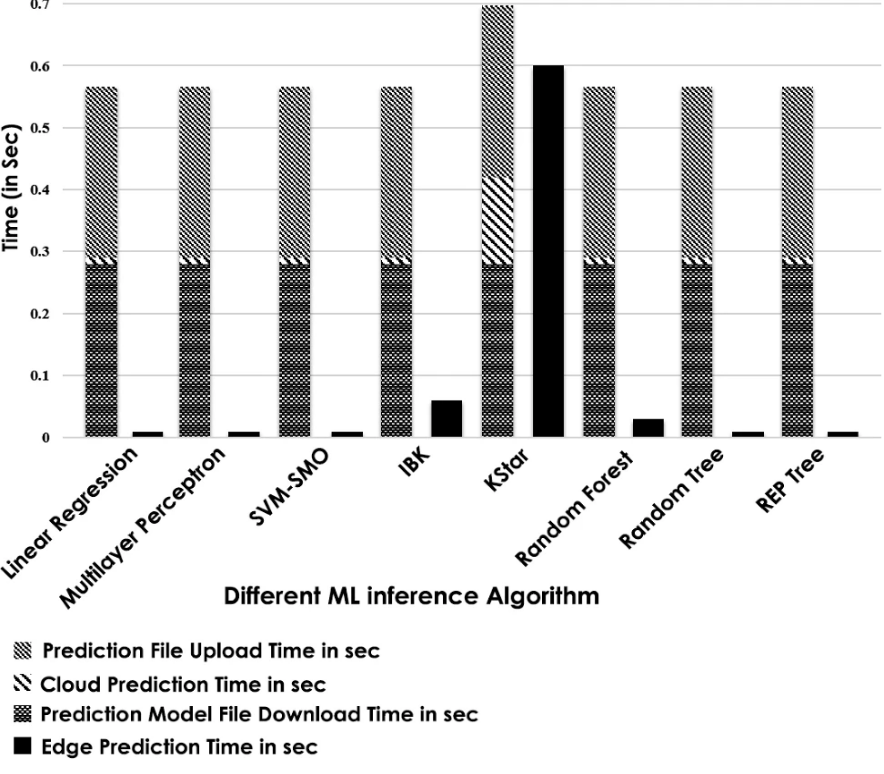 0.7
0.6
0.5
0.4
0.3
0.2
0.1
0
Time (in Sec)
Linear Regression
Multilayer Perceptron
SVM-SMO
IBK
KStar
Random Forest
Random Tree
REP Tree
Different ML inference Algorithm
Prediction File Upload Time in sec
Cloud Prediction Time in sec
Prediction Model File Download Time in sec
Edge Prediction Time in sec